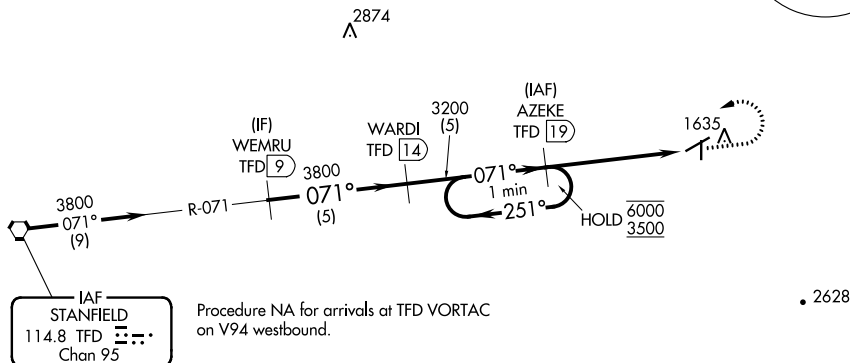 2874
(IAF)
AZEKE
TFD 19
3200
(5)
1635
WARDI
TFD 14
(IF)
WEMRU
TFD 9
3800
071°
(5)
071°
1 min
251°
HOLD 6000
3500
3800
071°
(9)
R-071
IAF
STANFIELD
114.8 TFD
Chan 95
Procedure NA for arrivals at TFD VORTAC
on V94 westbound.
2628